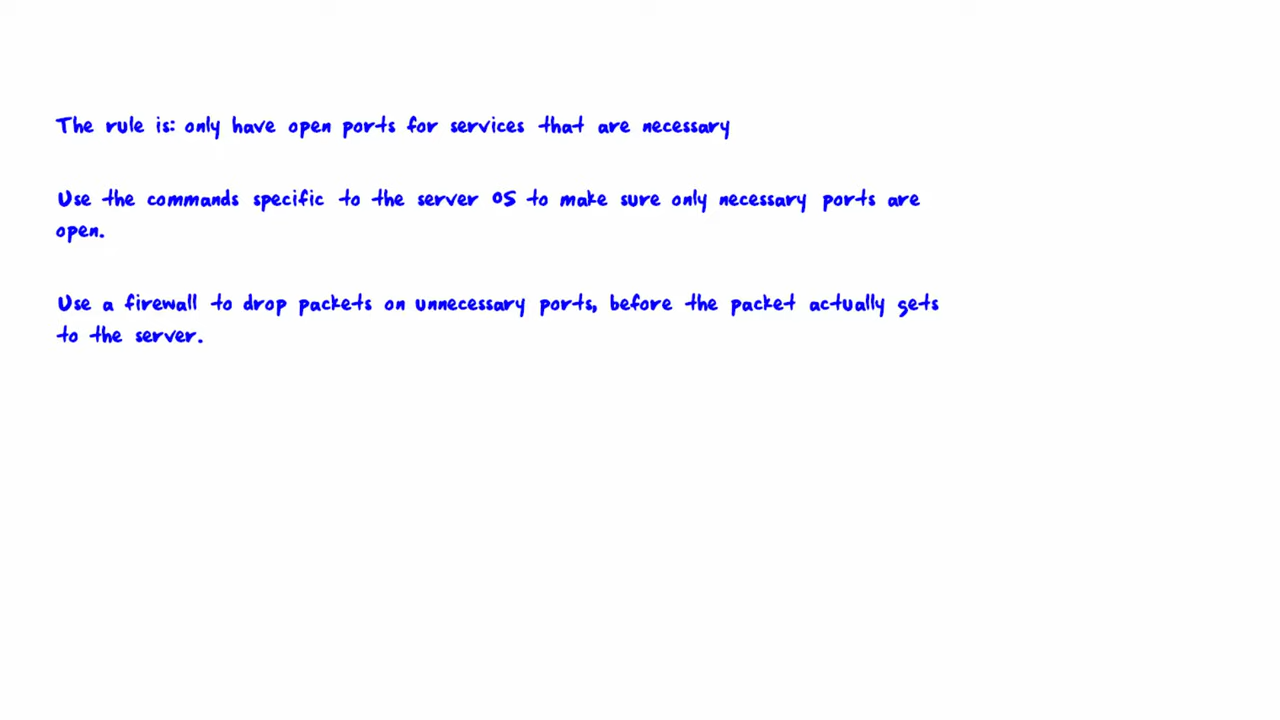 The rule is: only have open ports for services that are necessary
Use the commands specific to the server OS to make sure only necessary ports are
open.
Use a firewall to drop packets on unnecessary ports, before the packet actually gets
to the server.